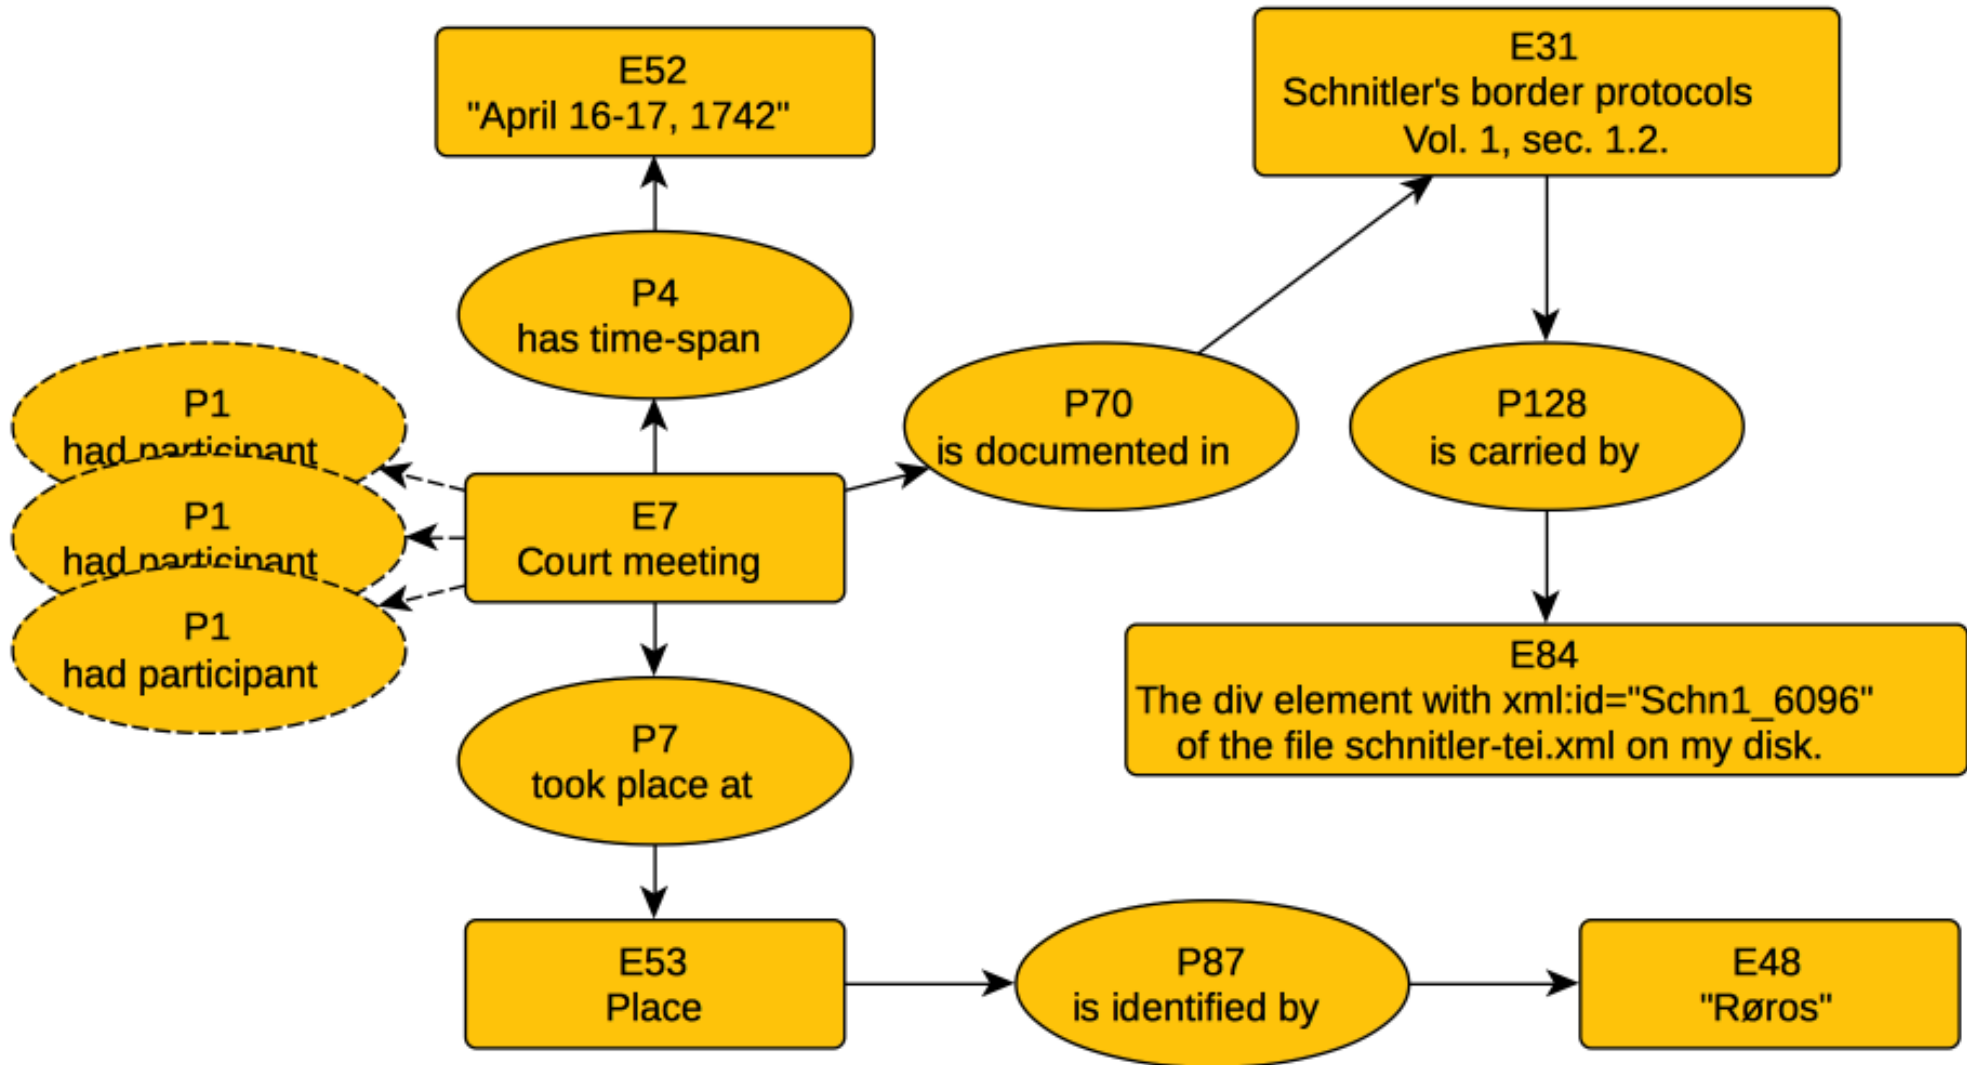 E52
"April 16-17, 1742"
E31
Schnitler's border protocols
Vol. 1, sec. 1.2.
P4
has time-span
P1
had participant
P70
is documented in
P128
is carried by
P1
had participant
E7
Court meeting
P1
had participant
E84
The div element with xml:id="Schn1_6096"
of the file schnitler-tei.xml on my disk.
P7
took place at
E53
Place
P87
is identified by
E48
"Røros"